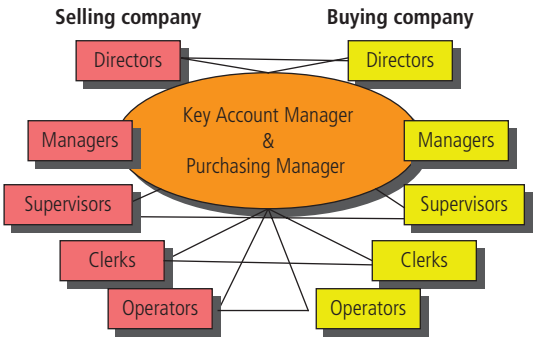 Selling company Buying company
Directors Directors
Key Account Manager
&
Purchasing Manager
Managers Managers
Supervisors Supervisors
Clerks Clerks
Operators Operators